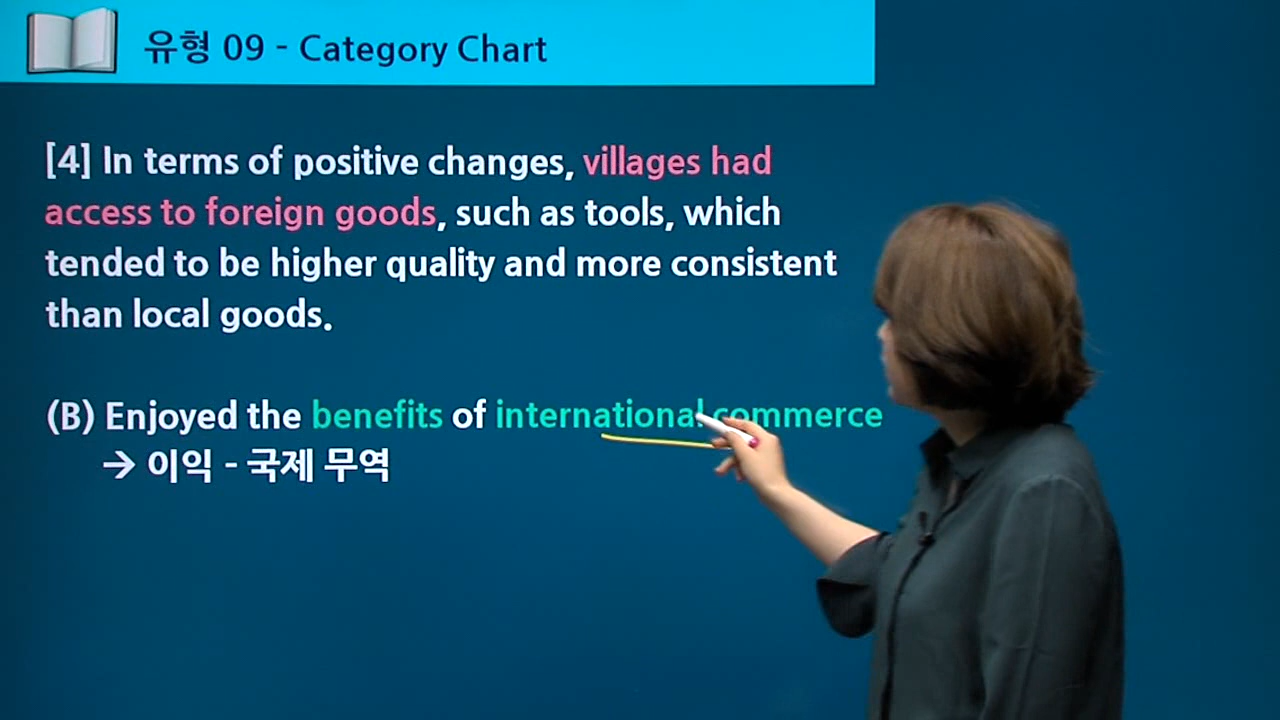 유형 09 - Category Chart
[4] In terms of positive changes, villages had
access to foreign goods, such as tools, which
tended to be higher quality and more consistent
than local goods.
(B) Enjoyed the benefits of international commerce
→ 이익 - 국제 무역